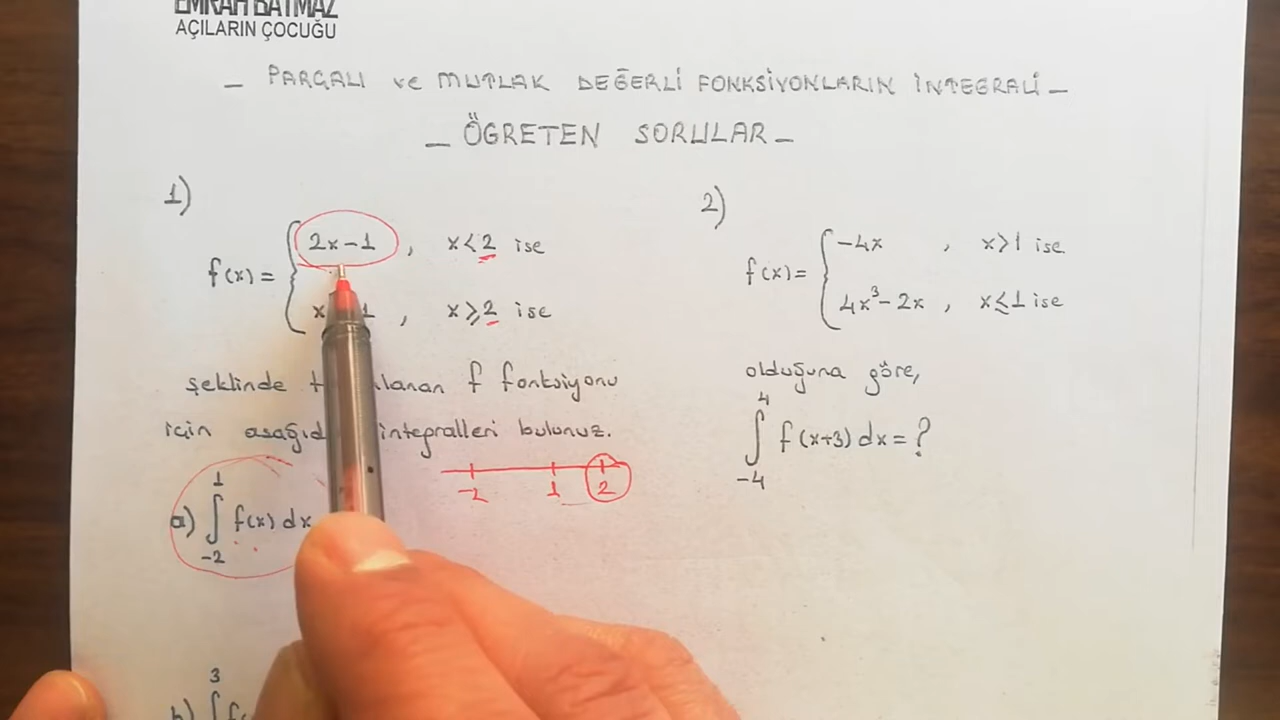 EMRAH BATMAZ
AÇILARIN ÇOCUĞU
_ PARÇALI ve MUTLAK DEĞERLİ FONKSİYONLARIN İNTEGRALİ _
_ ÖĞRETEN SORULAR _
1)
f(x) = { 2x-1 , x<2 ise
x 1 , x≥2 ise
şeklinde lanan f fonksiyonu
için integralleri bulunuz.
-2 1 2
a) ∫ f(x) dx
1
-2
b) ∫
3
2)
f(x) = { -4x , x>1 ise
4x³-2x , x≤1 ise
olduğuna göre,
4
∫ f(x+3) dx = ?
-4